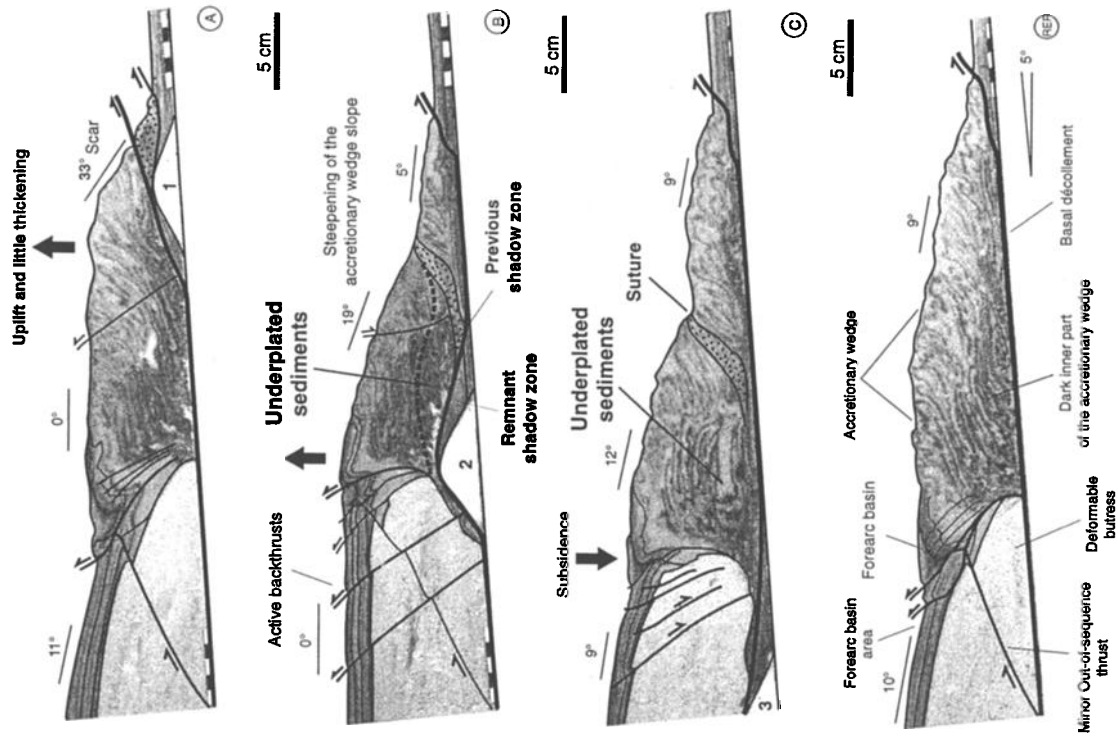 Uplift and little thickening
33° Scar
0°
11°
1
A
5 cm
Steepening of the
accretionary wedge slope
Underplated
sediments
19°
5°
Active backthrusts
0°
Previous
shadow zone
Remnant
shadow zone
2
B
5 cm
Suture
Underplated
sediments
9°
12°
Subsidence
9°
3
C
5 cm
Accretionary wedge
9°
Forearc basin
Forearc basin
area
10°
5°
Basal décollement
Dark inner part
of the accretionary wedge
Deformable
butress
Minor Out-of-sequence
thrust
REF